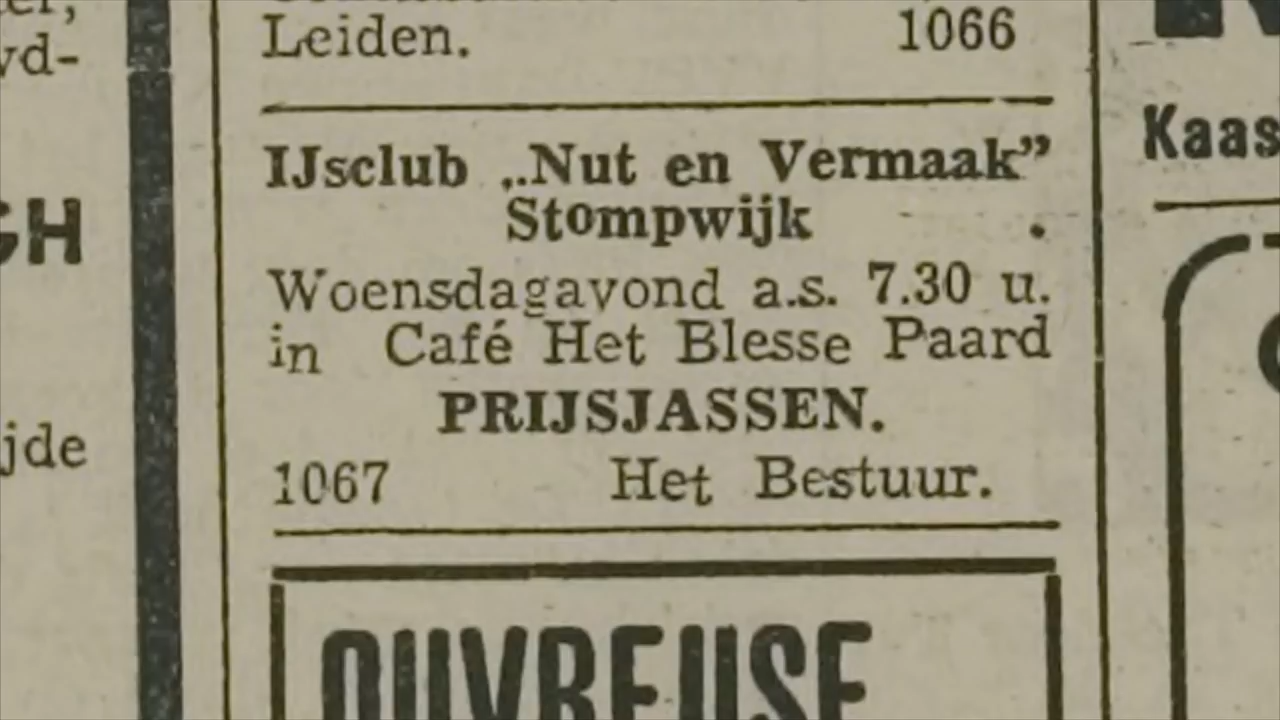 Leiden. 1066
IJsclub „Nut en Vermaak”
Stompwijk
Woensdagavond a.s. 7.30 u.
in Café Het Blesse Paard
PRIJSJASSEN.
1067 Het Bestuur.
OUVREUSE
Kaas
GH
jde